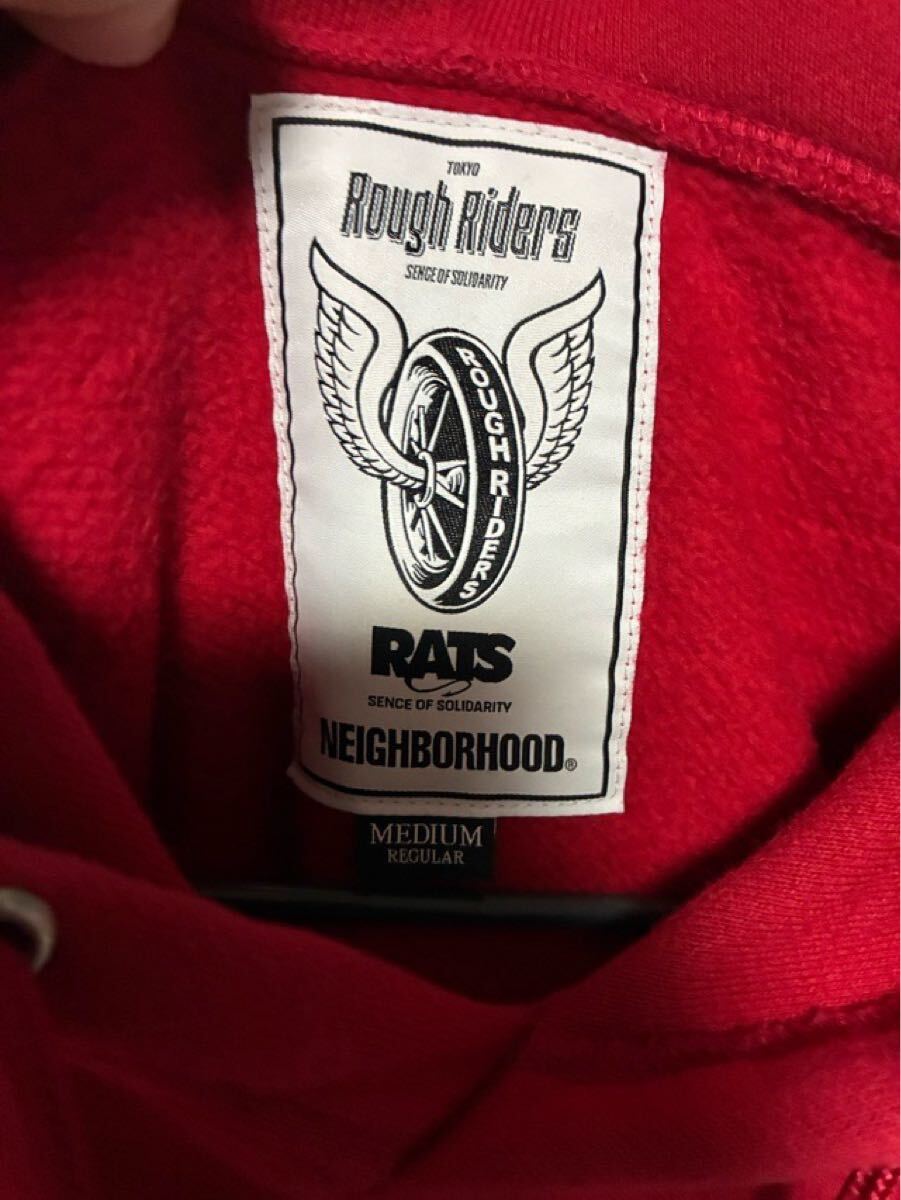 TOKYO
Rough Riders
SENCE OF SOLIDARITY
ROUGH RIDERS
RATS
SENCE OF SOLIDARITY
NEIGHBORHOOD®
MEDIUM
REGULAR